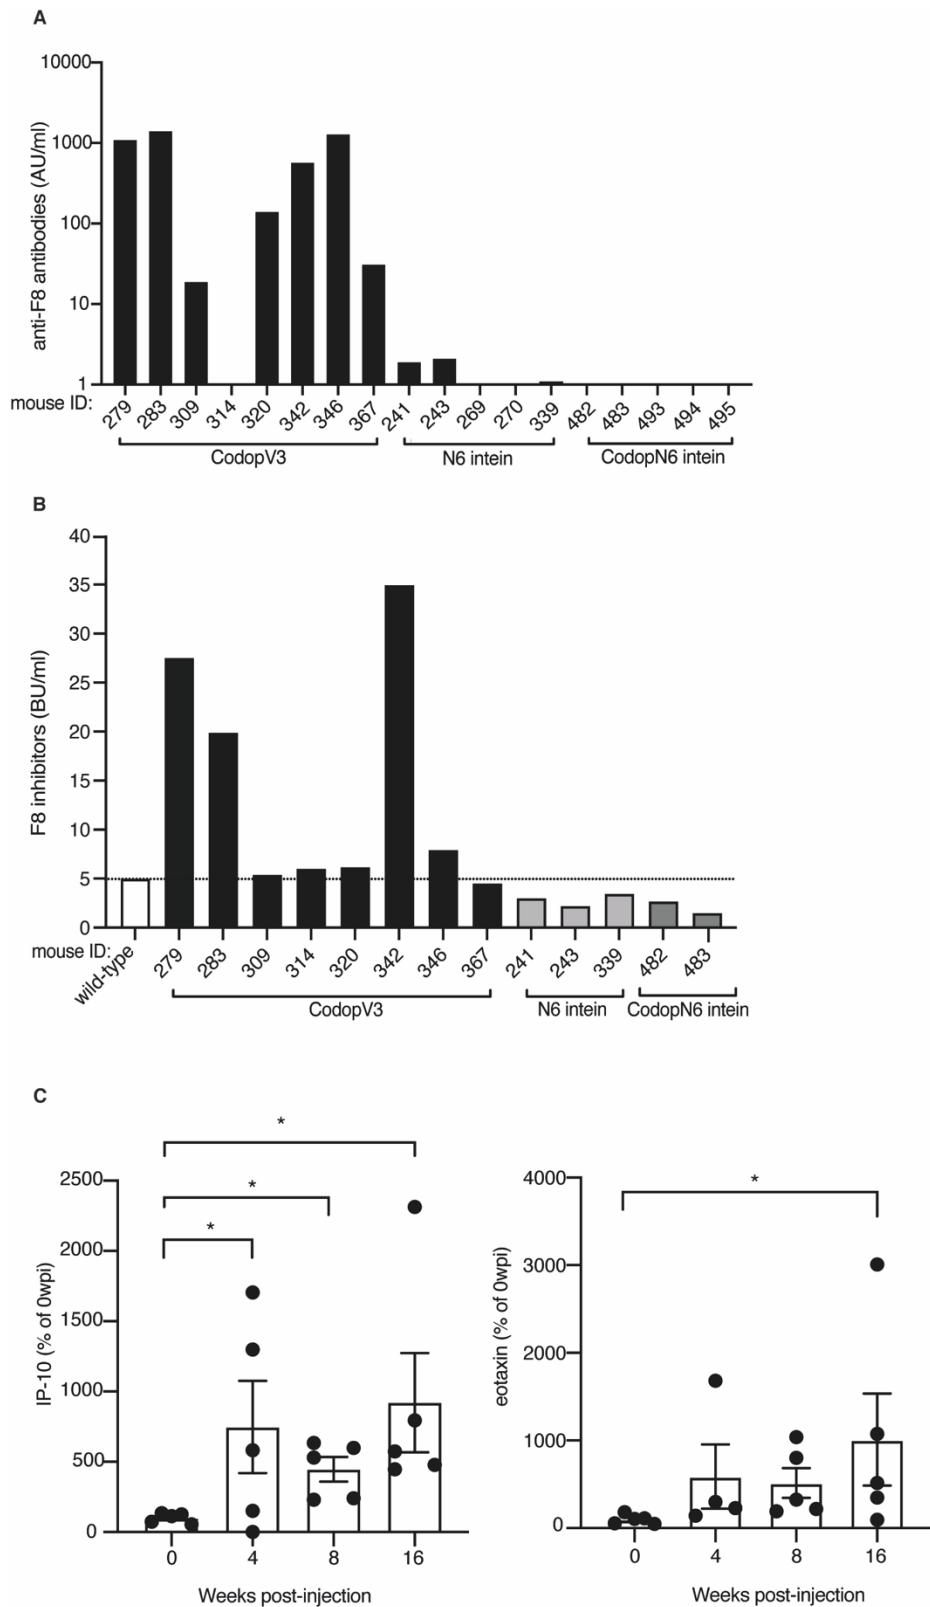 A
anti-F8 antibodies (AU/ml)
10000
1000
100
10
1
mouse ID:
279 283 309 314 320 342 346 367 241 243 269 270 339 482 483 493 494 495
CodopV3 N6 intein CodopN6 intein
B
F8 inhibitors (BU/ml)
40
35
30
25
20
15
10
5
0
mouse ID:
wild-type 279 283 309 314 320 342 346 367 241 243 339 482 483
CodopV3 N6 intein CodopN6 intein
C
IP-10 (% of 0wpi)
2500
2000
1500
1000
500
0
* * *
0 4 8 16
Weeks post-injection
eotaxin (% of 0wpi)
4000
3000
2000
1000
0
*
0 4 8 16
Weeks post-injection